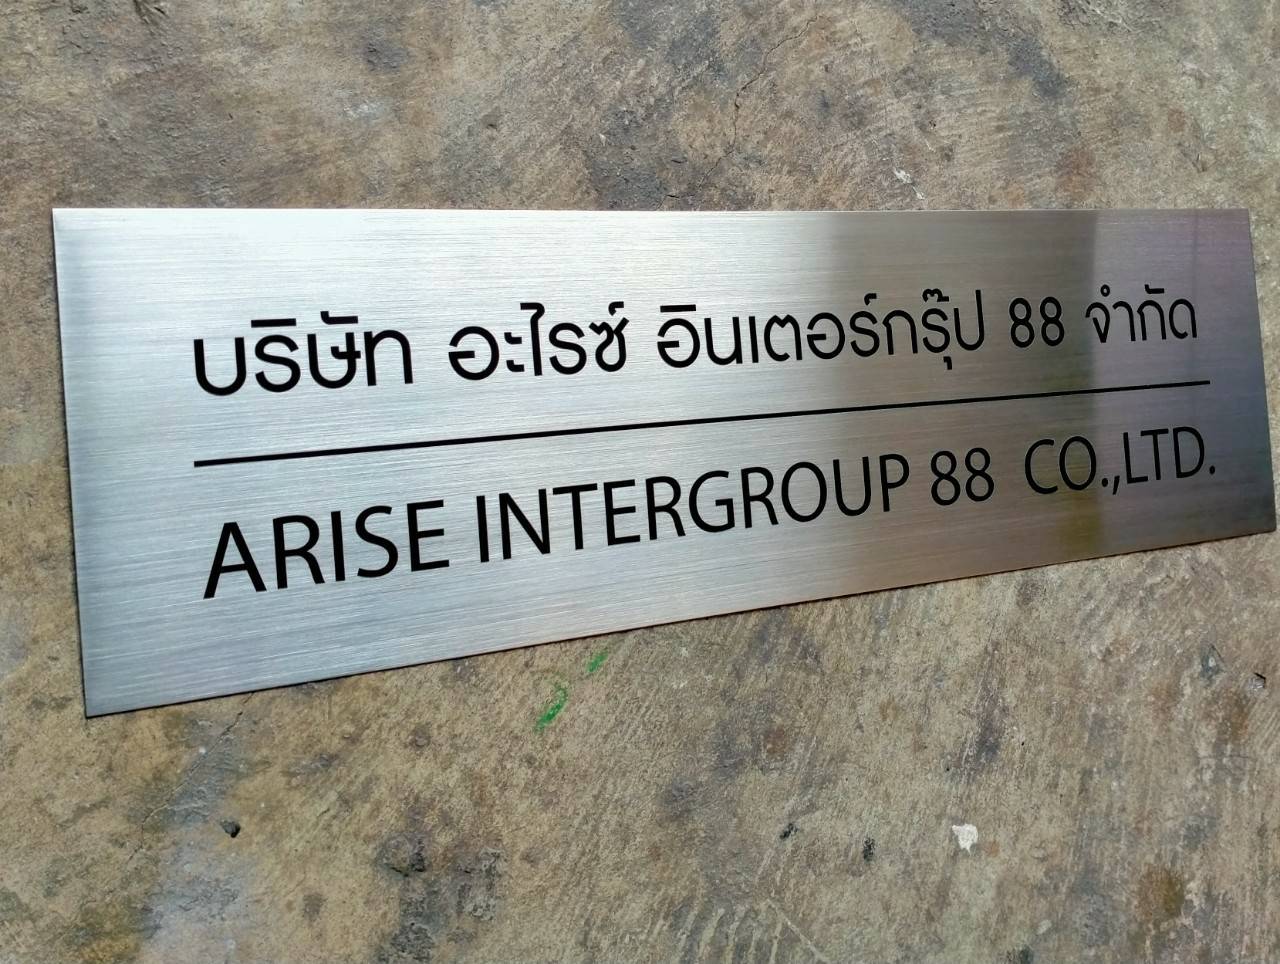 บริษัท อะไรซ์ อินเตอร์กรุ๊ป 88 จำกัด
ARISE INTERGROUP 88 CO.,LTD.